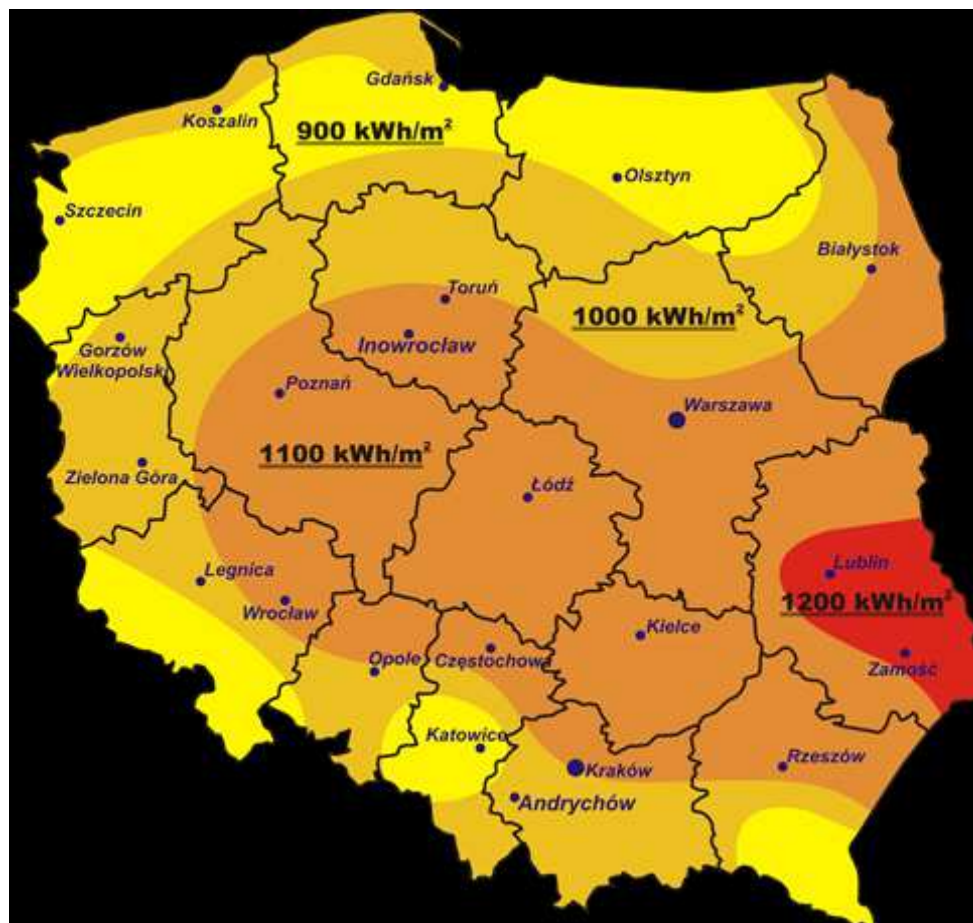 Gdańsk
Koszalin
900 kWh/m²
Olsztyn
Szczecin
Białystok
Toruń
1000 kWh/m²
Inowrocław
Gorzów
Wielkopolski
Poznań
Warszawa
1100 kWh/m²
Zielona Góra
Łódź
Lublin
Legnica
1200 kWh/m²
Wrocław
Kielce
Opole
Częstochowa
Zamość
Katowice
Rzeszów
Kraków
Andrychów